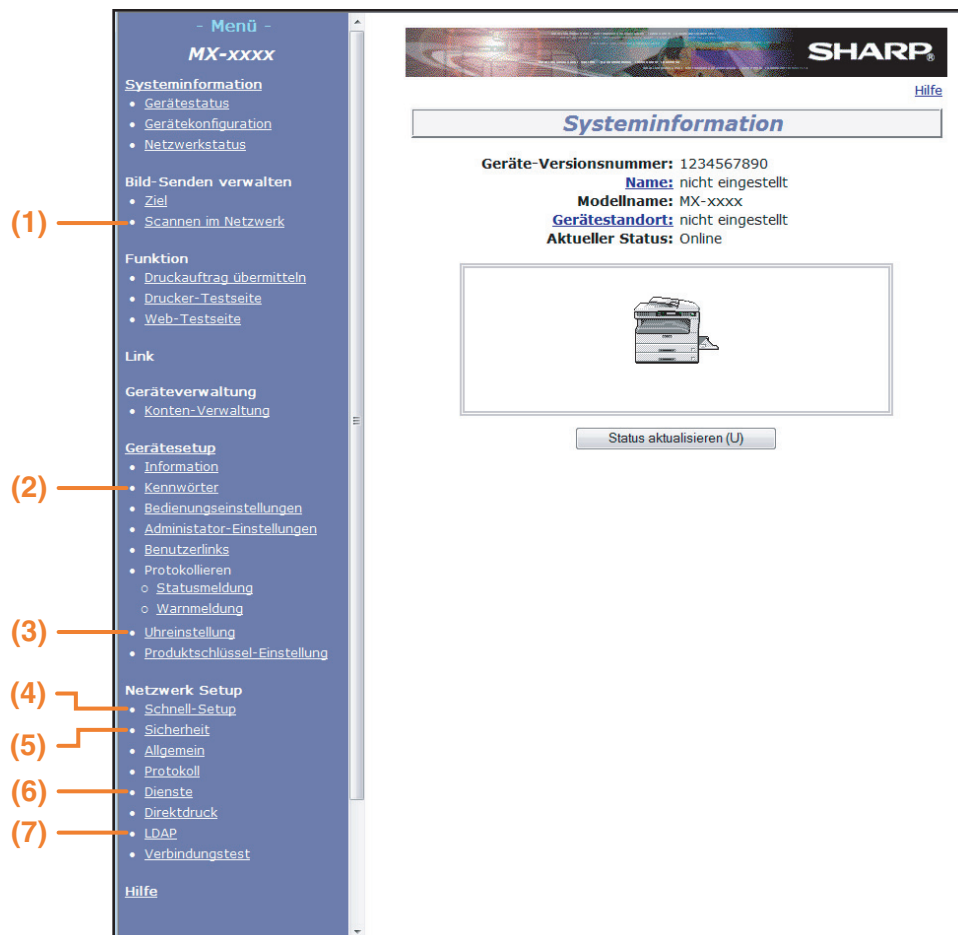 - Menü -
MX-xxxx
Systeminformation
• Gerätestatus
• Gerätekonfiguration
• Netzwerkstatus
Bild-Senden verwalten
• Ziel
(1)
• Scannen im Netzwerk
Funktion
• Druckauftrag übermitteln
• Drucker-Testseite
• Web-Testseite
Link
Geräteverwaltung
• Konten-Verwaltung
Gerätesetup
• Information
(2)
• Kennwörter
• Bedienungseinstellungen
• Administator-Einstellungen
• Benutzerlinks
• Protokollieren
○ Statusmeldung
○ Warnmeldung
(3)
• Uhreinstellung
• Produktschlüssel-Einstellung
Netzwerk Setup
(4)
• Schnell-Setup
(5)
• Sicherheit
• Allgemein
• Protokoll
(6)
• Dienste
• Direktdruck
(7)
• LDAP
• Verbindungstest
Hilfe
SHARP®
Hilfe
Systeminformation
Geräte-Versionsnummer: 1234567890
Name: nicht eingestellt
Modellname: MX-xxxx
Gerätestandort: nicht eingestellt
Aktueller Status: Online
Status aktualisieren (U)